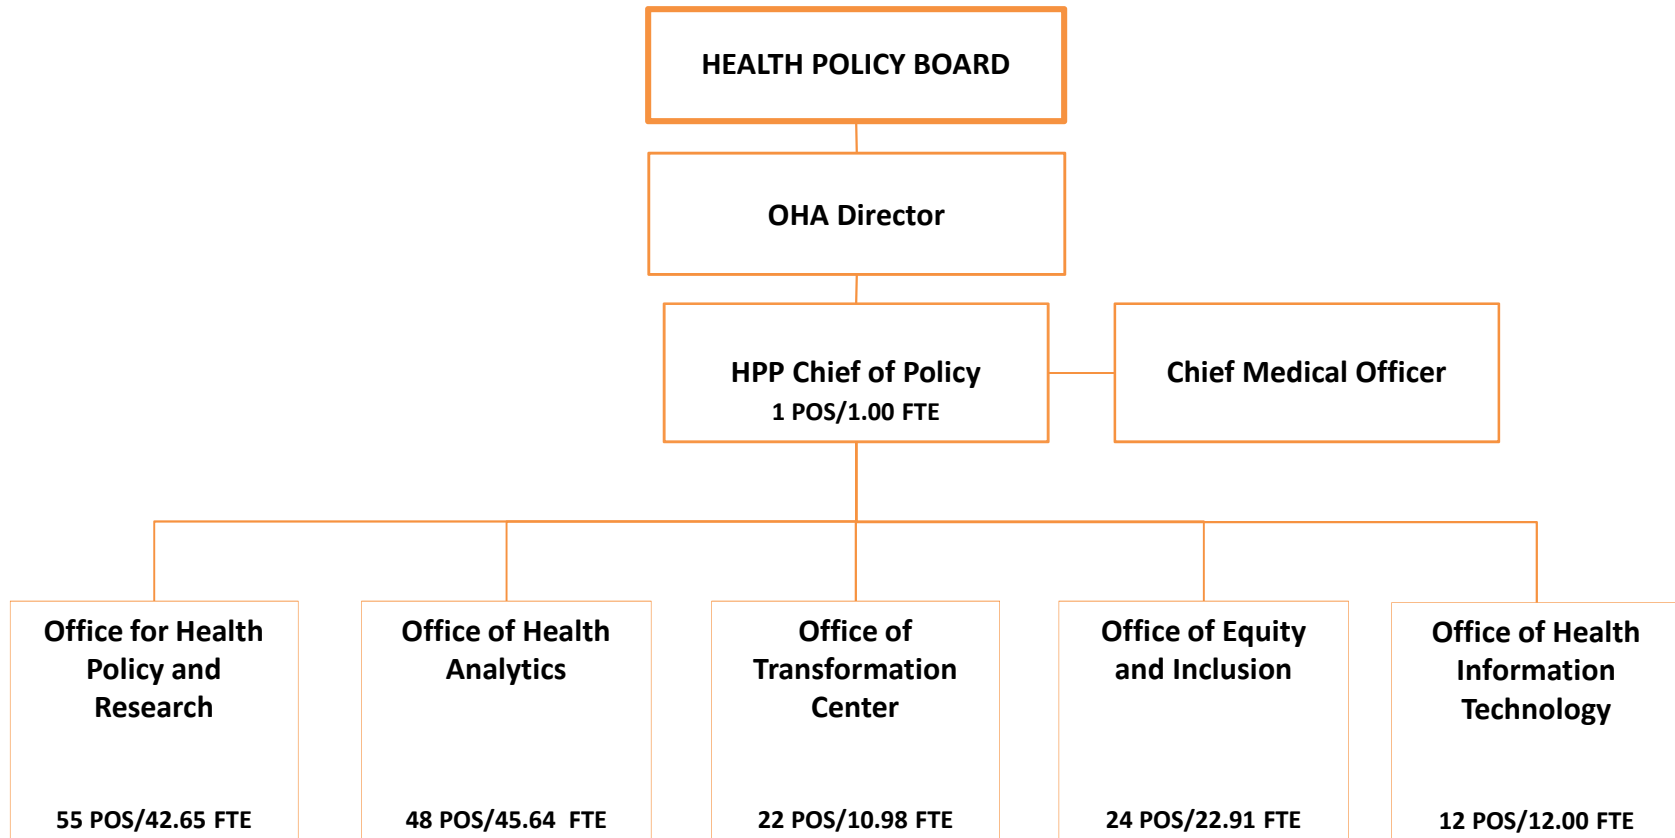 HEALTH POLICY BOARD
OHA Director
HPP Chief of Policy
1 POS/1.00 FTE
Chief Medical Officer
Office for Health
Policy and
Research
55 POS/42.65 FTE
Office of Health
Analytics
48 POS/45.64 FTE
Office of
Transformation
Center
22 POS/10.98 FTE
Office of Equity
and Inclusion
24 POS/22.91 FTE
Office of Health
Information
Technology
12 POS/12.00 FTE